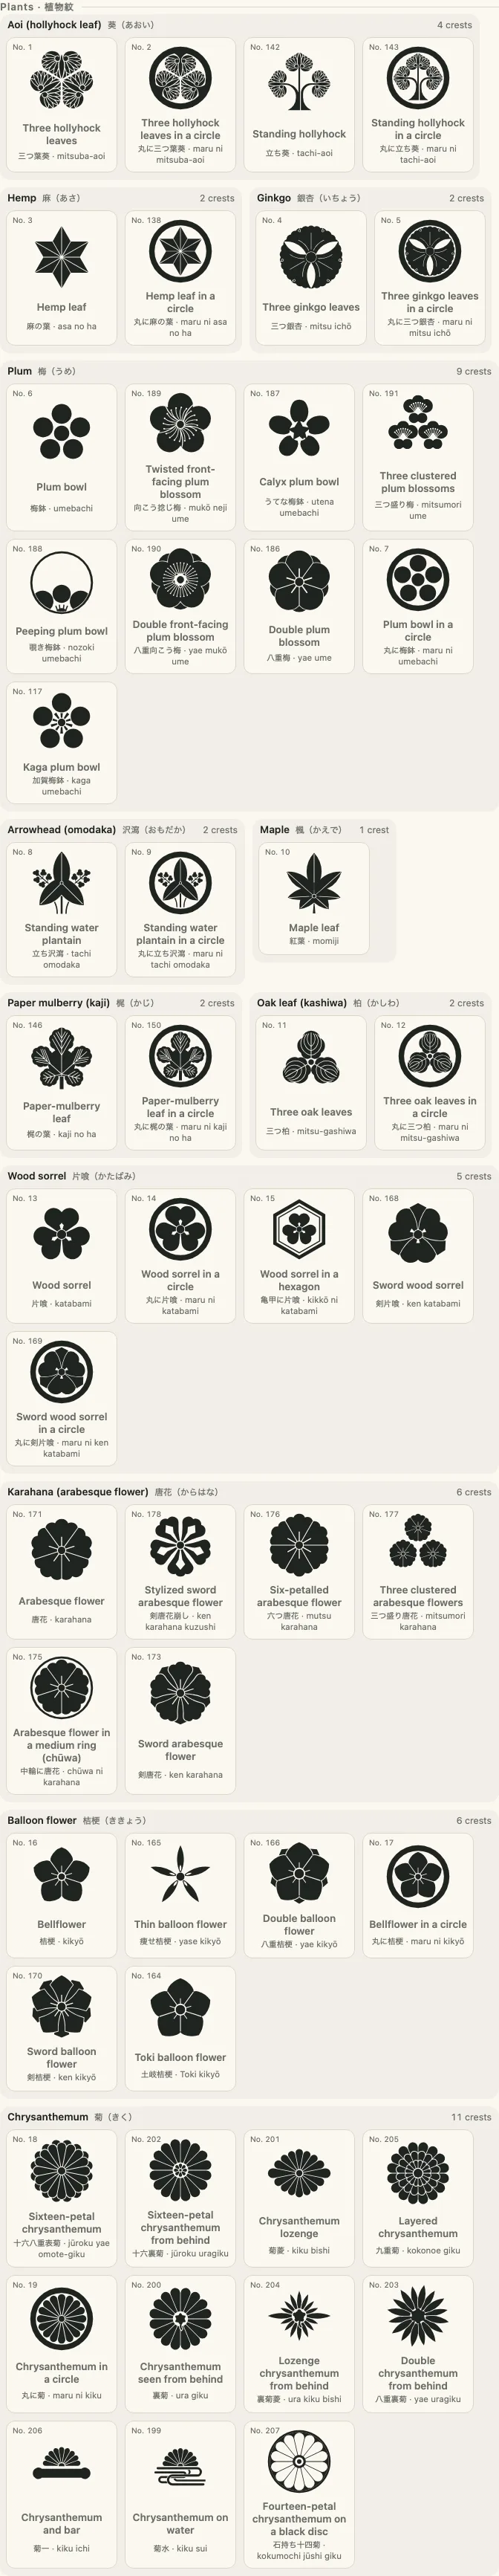 Plants · 植物紋
Aoi (hollyhock leaf) 葵（あおい） 4 crests
No. 1
Three hollyhock
leaves
三つ葉葵 · mitsuba-aoi
No. 2
Three hollyhock
leaves in a circle
丸に三つ葉葵 · maru ni
mitsuba-aoi
No. 142
Standing hollyhock
立ち葵 · tachi-aoi
No. 143
Standing hollyhock
in a circle
丸に立ち葵 · maru ni
tachi-aoi
Hemp 麻（あさ） 2 crests
No. 3
Hemp leaf
麻の葉 · asa no ha
No. 138
Hemp leaf in a
circle
丸に麻の葉 · maru ni asa
no ha
Ginkgo 銀杏（いちょう） 2 crests
No. 4
Three ginkgo leaves
三つ銀杏 · mitsu ichō
No. 5
Three ginkgo leaves
in a circle
丸に三つ銀杏 · maru ni
mitsu ichō
Plum 梅（うめ） 9 crests
No. 6
Plum bowl
梅鉢 · umebachi
No. 189
Twisted front-
facing plum
blossom
向こう捻じ梅 · mukō neji
ume
No. 187
Calyx plum bowl
うてな梅鉢 · utena
umebachi
No. 191
Three clustered
plum blossoms
三つ盛り梅 · mitsumori
ume
No. 188
Peeping plum bowl
覗き梅鉢 · nozoki
umebachi
No. 190
Double front-facing
plum blossom
八重向こう梅 · yae mukō
ume
No. 186
Double plum
blossom
八重梅 · yae ume
No. 7
Plum bowl in a
circle
丸に梅鉢 · maru ni
umebachi
No. 117
Kaga plum bowl
加賀梅鉢 · kaga
umebachi
Arrowhead (omodaka) 沢瀉（おもだか） 2 crests
No. 8
Standing water
plantain
立ち沢瀉 · tachi
omodaka
No. 9
Standing water
plantain in a circle
丸に立ち沢瀉 · maru ni
tachi omodaka
Maple 楓（かえで） 1 crest
No. 10
Maple leaf
紅葉 · momiji
Paper mulberry (kaji) 梶（かじ） 2 crests
No. 146
Paper-mulberry
leaf
梶の葉 · kaji no ha
No. 150
Paper-mulberry
leaf in a circle
丸に梶の葉 · maru ni kaji
no ha
Oak leaf (kashiwa) 柏（かしわ） 2 crests
No. 11
Three oak leaves
三つ柏 · mitsu-gashiwa
No. 12
Three oak leaves in
a circle
丸に三つ柏 · maru ni
mitsu-gashiwa
Wood sorrel 片喰（かたばみ） 5 crests
No. 13
Wood sorrel
片喰 · katabami
No. 14
Wood sorrel in a
circle
丸に片喰 · maru ni
katabami
No. 15
Wood sorrel in a
hexagon
亀甲に片喰 · kikkō ni
katabami
No. 168
Sword wood sorrel
剣片喰 · ken katabami
No. 169
Sword wood sorrel
in a circle
丸に剣片喰 · maru ni ken
katabami
Karahana (arabesque flower) 唐花（からはな） 6 crests
No. 171
Arabesque flower
唐花 · karahana
No. 178
Stylized sword
arabesque flower
剣唐花崩し · ken
karahana kuzushi
No. 176
Six-petalled
arabesque flower
六つ唐花 · mutsu
karahana
No. 177
Three clustered
arabesque flowers
三つ盛り唐花 · mitsumori
karahana
No. 175
Arabesque flower in
a medium ring
(chūwa)
中輪に唐花 · chūwa ni
karahana
No. 173
Sword arabesque
flower
剣唐花 · ken karahana
Balloon flower 桔梗（ききょう） 6 crests
No. 16
Bellflower
桔梗 · kikyō
No. 165
Thin balloon flower
痩せ桔梗 · yase kikyō
No. 166
Double balloon
flower
八重桔梗 · yae kikyō
No. 17
Bellflower in a circle
丸に桔梗 · maru ni kikyō
No. 170
Sword balloon
flower
剣桔梗 · ken kikyō
No. 164
Toki balloon flower
土岐桔梗 · Toki kikyō
Chrysanthemum 菊（きく） 11 crests
No. 18
Sixteen-petal
chrysanthemum
十六八重表菊 · jūroku yae
omote-giku
No. 202
Sixteen-petal
chrysanthemum
from behind
十六裏菊 · jūroku uragiku
No. 201
Chrysanthemum
lozenge
菊菱 · kiku bishi
No. 205
Layered
chrysanthemum
九重菊 · kokonoe giku
No. 19
Chrysanthemum in
a circle
丸に菊 · maru ni kiku
No. 200
Chrysanthemum
seen from behind
裏菊 · ura giku
No. 204
Lozenge
chrysanthemum
from behind
裏菊菱 · ura kiku bishi
No. 203
Double
chrysanthemum
from behind
八重裏菊 · yae uragiku
No. 206
Chrysanthemum
and bar
菊一 · kiku ichi
No. 199
Chrysanthemum on
water
菊水 · kiku sui
No. 207
Fourteen-petal
chrysanthemum on
a black disc
石持ち十四菊 ·
kokumochi jūshi giku